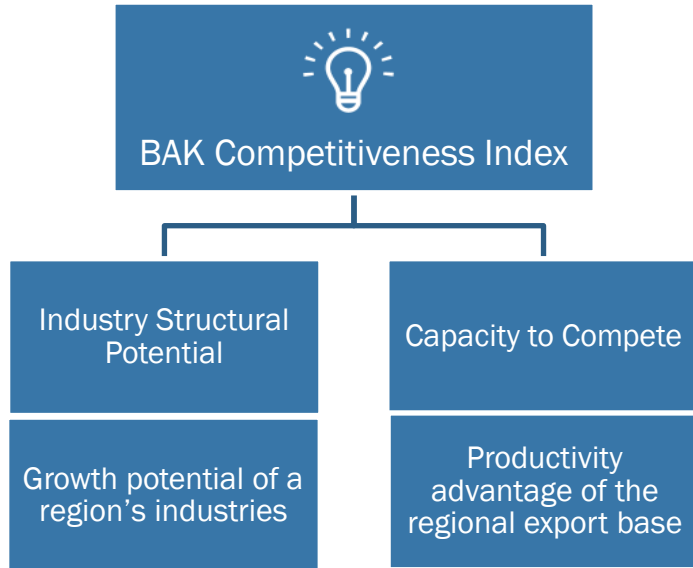 BAK Competitiveness Index
Industry Structural
Potential
Growth potential of a
region’s industries
Capacity to Compete
Productivity
advantage of the
regional export base